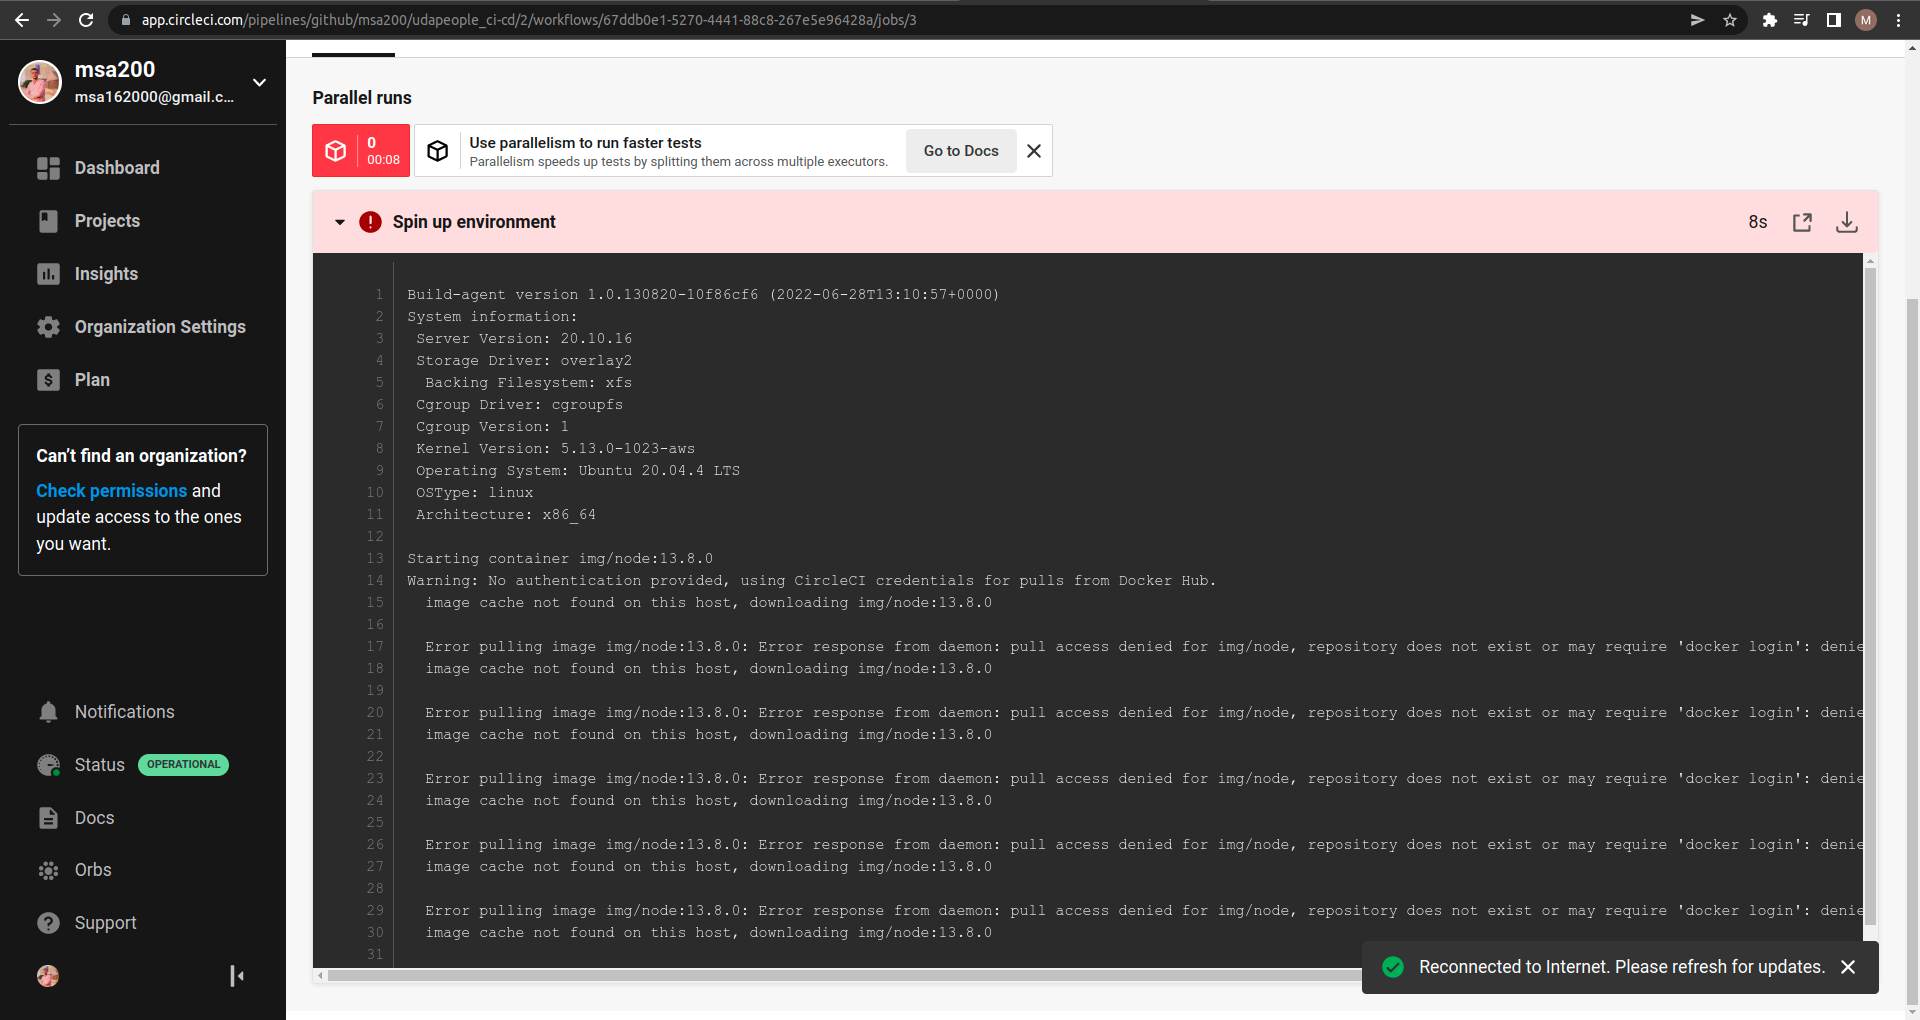 app.circleci.com/pipelines/github/msa200/udapeople_ci-cd/2/workflows/67ddb0e1-5270-4441-88c8-267e5e96428a/jobs/3
M
msa200
msa162000@gmail.c...
Dashboard
Projects
Insights
Organization Settings
Plan
Can't find an organization?
Check permissions and
update access to the ones
you want.
Notifications
Status OPERATIONAL
Docs
Orbs
Support
Parallel runs
0
00:08
Use parallelism to run faster tests
Parallelism speeds up tests by splitting them across multiple executors.
Go to Docs
Spin up environment
8s
1 Build-agent version 1.0.130820-10f86cf6 (2022-06-28T13:10:57+0000)
2 System information:
3 Server Version: 20.10.16
4 Storage Driver: overlay2
5 Backing Filesystem: xfs
6 Cgroup Driver: cgroupfs
7 Cgroup Version: 1
8 Kernel Version: 5.13.0-1023-aws
9 Operating System: Ubuntu 20.04.4 LTS
10 OSType: linux
11 Architecture: x86_64
12
13 Starting container img/node:13.8.0
14 Warning: No authentication provided, using CircleCI credentials for pulls from Docker Hub.
15 image cache not found on this host, downloading img/node:13.8.0
16
17 Error pulling image img/node:13.8.0: Error response from daemon: pull access denied for img/node, repository does not exist or may require 'docker login': denie
18 image cache not found on this host, downloading img/node:13.8.0
19
20 Error pulling image img/node:13.8.0: Error response from daemon: pull access denied for img/node, repository does not exist or may require 'docker login': denie
21 image cache not found on this host, downloading img/node:13.8.0
22
23 Error pulling image img/node:13.8.0: Error response from daemon: pull access denied for img/node, repository does not exist or may require 'docker login': denie
24 image cache not found on this host, downloading img/node:13.8.0
25
26 Error pulling image img/node:13.8.0: Error response from daemon: pull access denied for img/node, repository does not exist or may require 'docker login': denie
27 image cache not found on this host, downloading img/node:13.8.0
28
29 Error pulling image img/node:13.8.0: Error response from daemon: pull access denied for img/node, repository does not exist or may require 'docker login': denie
30 image cache not found on this host, downloading img/node:13.8.0
31
Reconnected to Internet. Please refresh for updates.